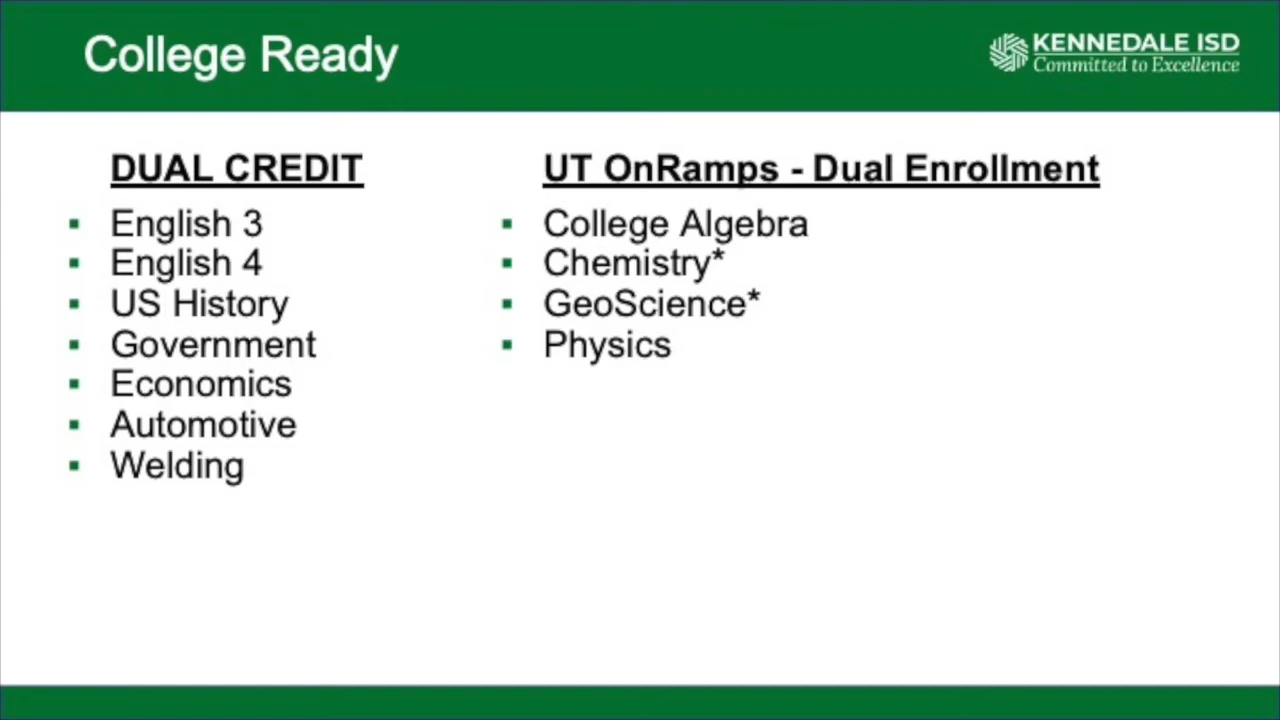 College Ready
KENNEDALE ISD
Committed to Excellence
DUAL CREDIT
English 3
English 4
US History
Government
Economics
Automotive
Welding
UT OnRamps - Dual Enrollment
College Algebra
Chemistry*
GeoScience*
Physics